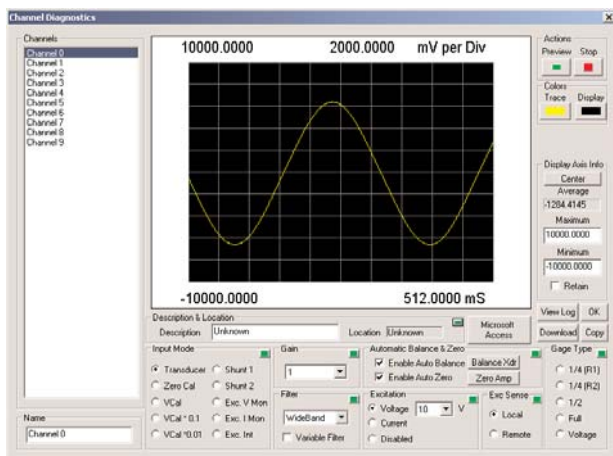 Channel Diagnostics
Channels
Channel 0
Channel 1
Channel 2
Channel 3
Channel 4
Channel 5
Channel 6
Channel 7
Channel 8
Channel 9
Name
Channel 0
10000.0000 2000.0000 mV per Div
-10000.0000 512.0000 mS
Actions
Preview Stop
Colors
Trace Display
Display Axis Info
Center
Average
-1284.4145
Maximum
10000.0000
Minimum
-10000.0000
Retain
View Log OK
Download Copy
Description & Location
Description Unknown Location Unknown
Microsoft Access
Input Mode
Transducer Shunt 1
Zero Cal Shunt 2
VCal Exc. V Mon
VCal * 0.1 Exc. I Mon
VCal *0.01 Exc. Int
Gain
1
Filter
WideBand
Variable Filter
Automatic Balance & Zero
Enable Auto Balance Balance Xdr
Enable Auto Zero Zero Amp
Excitation
Voltage 10 V
Current
Disabled
Exc Sense
Local
Remote
Gage Type
1/4 (R1)
1/4 (R2)
1/2
Full
Voltage